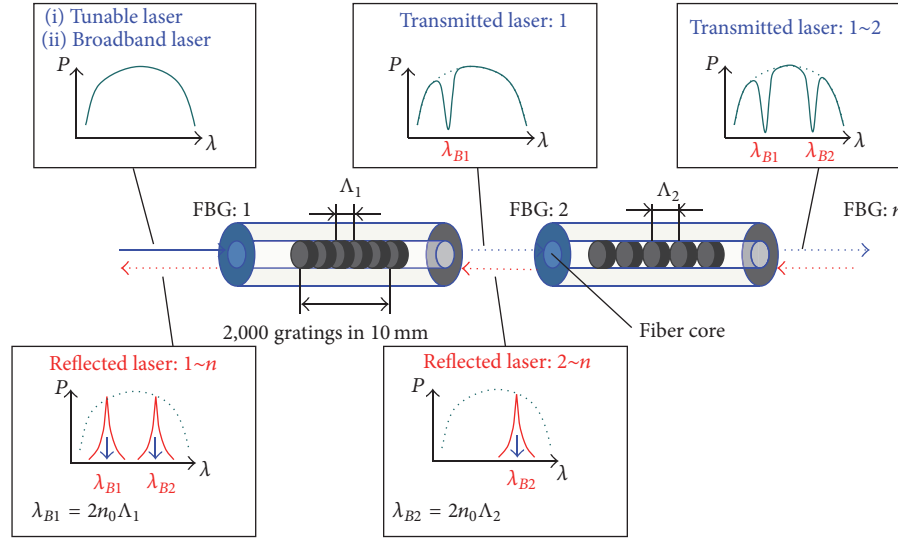 (i) Tunable laser
(ii) Broadband laser
P
λ
Transmitted laser: 1
P
λ
λB1
Transmitted laser: 1~2
P
λ
λB1
λB2
FBG: 1
Λ1
FBG: 2
Λ2
FBG: n
2,000 gratings in 10 mm
Fiber core
Reflected laser: 1~n
P
λ
λB1
λB2
λB1 = 2n0Λ1
Reflected laser: 2~n
P
λ
λB2
λB2 = 2n0Λ2